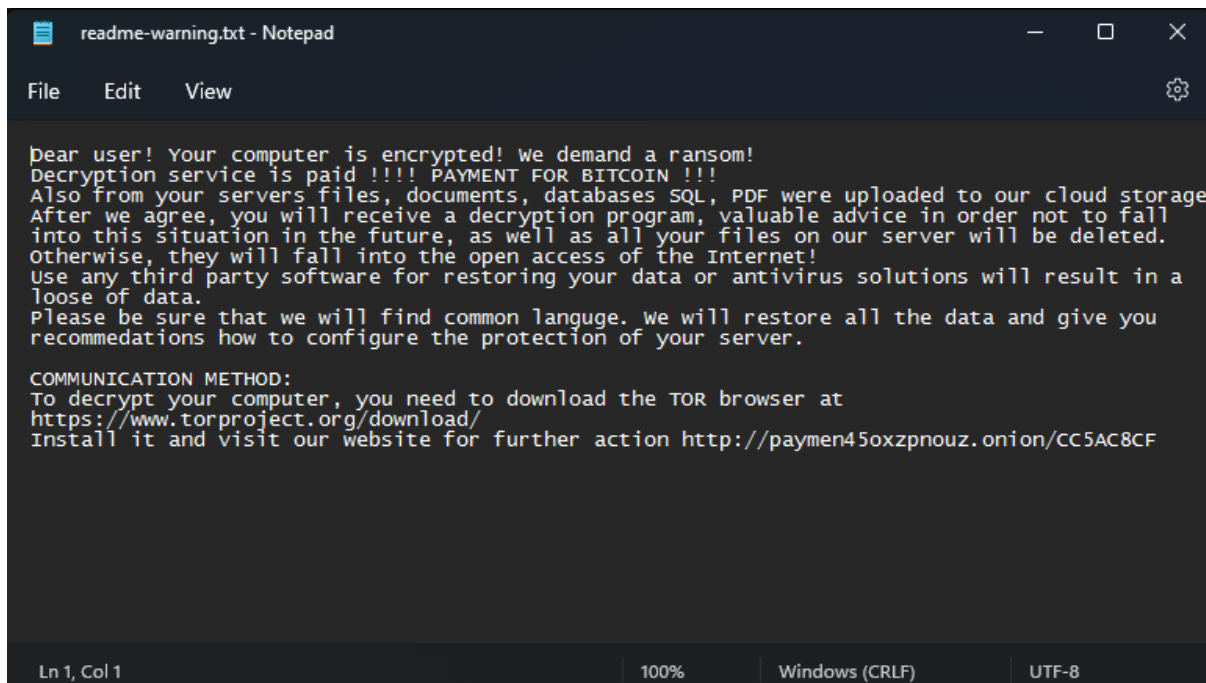 readme-warning.txt - Notepad
File Edit View
Dear user! Your computer is encrypted! We demand a ransom!
Decryption service is paid !!!! PAYMENT FOR BITCOIN !!!
Also from your servers files, documents, databases SQL, PDF were uploaded to our cloud storage
After we agree, you will receive a decryption program, valuable advice in order not to fall
into this situation in the future, as well as all your files on our server will be deleted.
Otherwise, they will fall into the open access of the Internet!
Use any third party software for restoring your data or antivirus solutions will result in a
loose of data.
Please be sure that we will find common languge. We will restore all the data and give you
recommedations how to configure the protection of your server.
COMMUNICATION METHOD:
To decrypt your computer, you need to download the TOR browser at
https://www.torproject.org/download/
Install it and visit our website for further action http://paymen45oxzpnouz.onion/CC5AC8CF
Ln 1, Col 1 100% Windows (CRLF) UTF-8